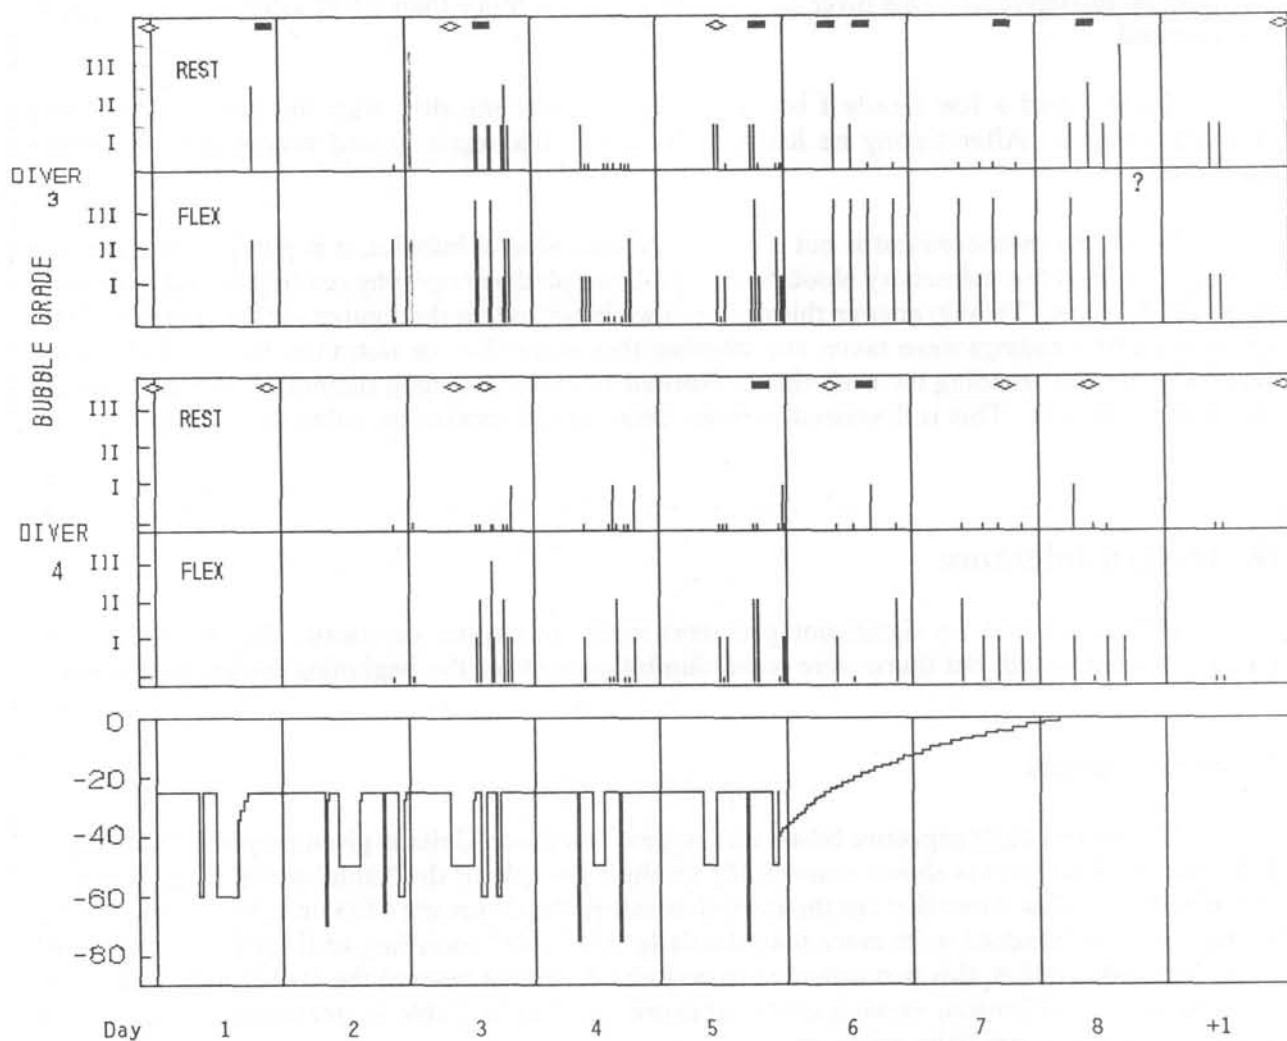 III
REST
II
I
DIVER
3
III
FLEX
?
II
I
BUBBLE GRADE
III
REST
II
I
DIVER
4
III
FLEX
II
I
0
-20
-40
-60
-80
Day 1 2 3 4 5 6 7 8 +1